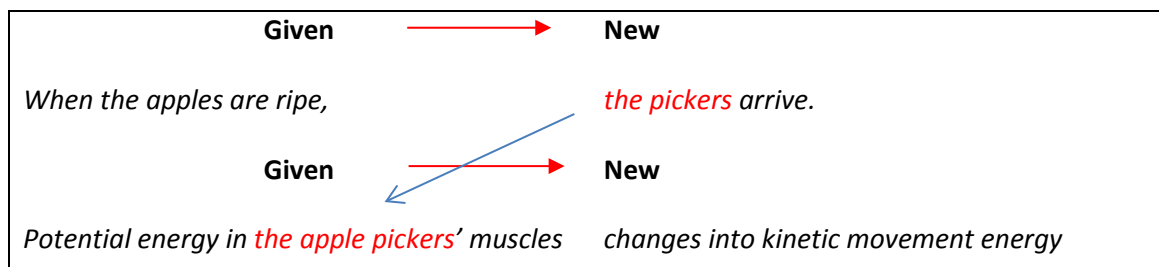 Given New
When the apples are ripe, the pickers arrive.
Given New
Potential energy in the apple pickers’ muscles changes into kinetic movement energy